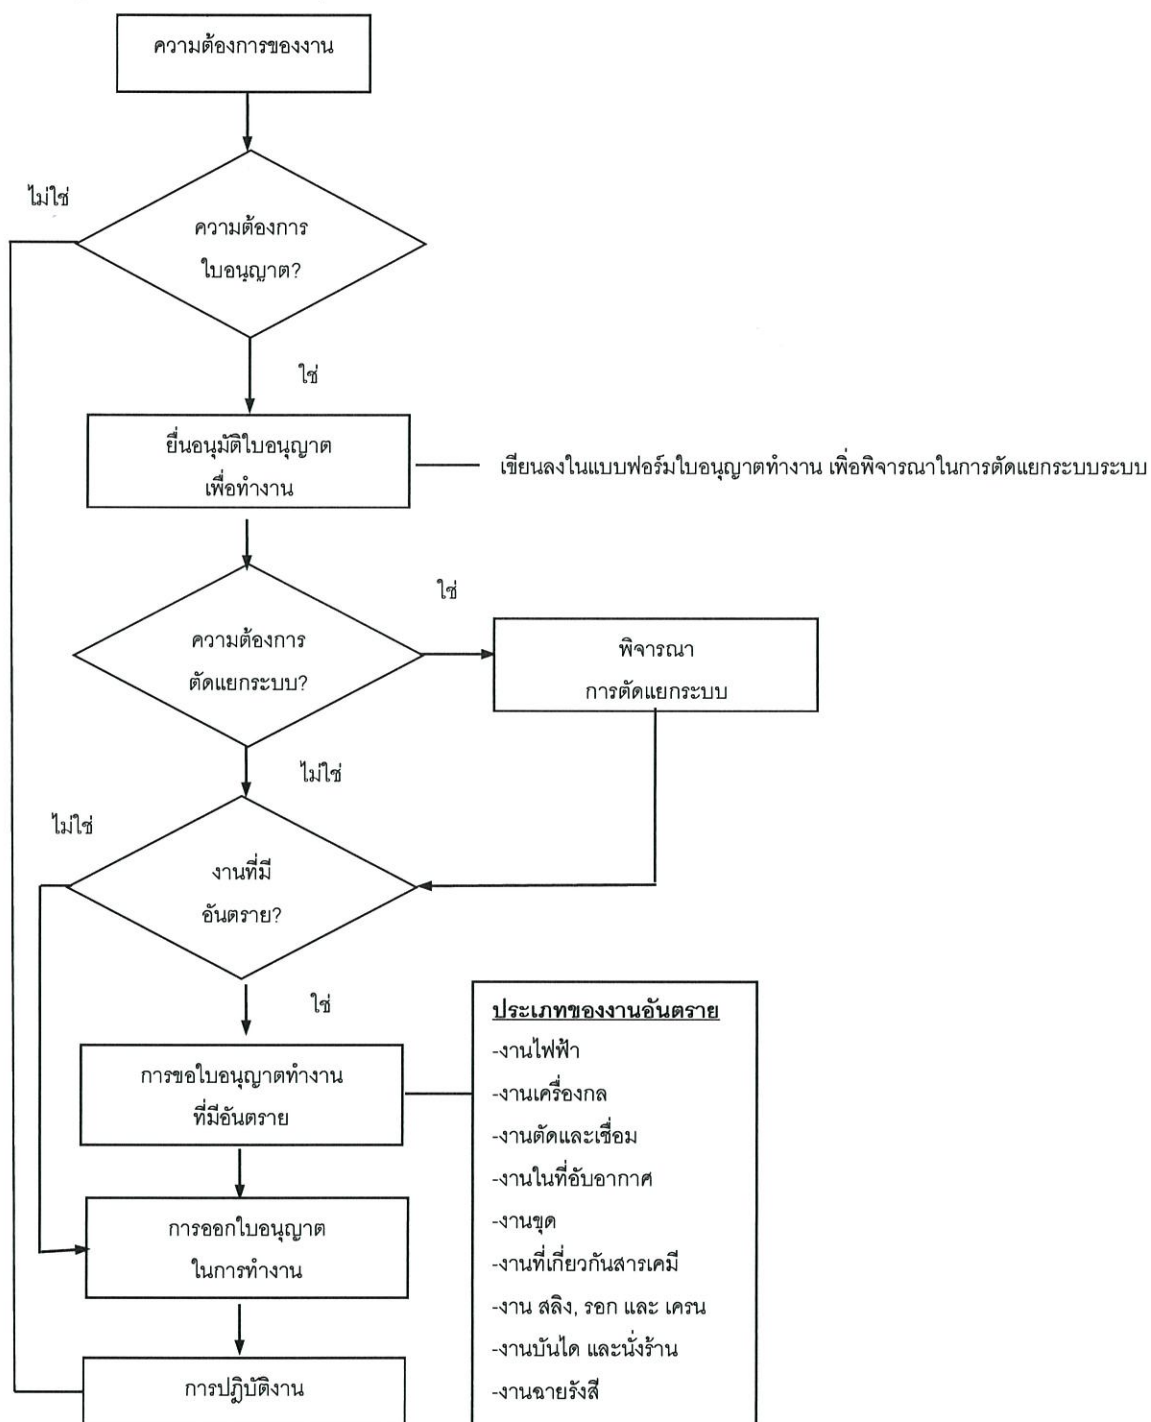 ความต้องการของงาน
ไม่ใช่
ความต้องการ
ใบอนุญาต?
ใช่
ยื่นอนุมัติใบอนุญาต
เพื่อทำงาน
เขียนลงในแบบฟอร์มใบอนุญาตทำงาน เพื่อพิจารณาในการตัดแยกระบบระบบ
ใช่
ความต้องการ
ตัดแยกระบบ?
พิจารณา
การตัดแยกระบบ
ไม่ใช่
ไม่ใช่
งานที่มี
อันตราย?
ใช่
การขอใบอนุญาตทำงาน
ที่มีอันตราย
ประเภทของงานอันตราย
-งานไฟฟ้า
-งานเครื่องกล
-งานตัดและเชื่อม
-งานในที่อับอากาศ
-งานขุด
-งานที่เกี่ยวกันสารเคมี
-งาน สลิง, รอก และ เครน
-งานบันได และนั่งร้าน
-งานฉายรังสี
การออกใบอนุญาต
ในการทำงาน
การปฎิบัติงาน